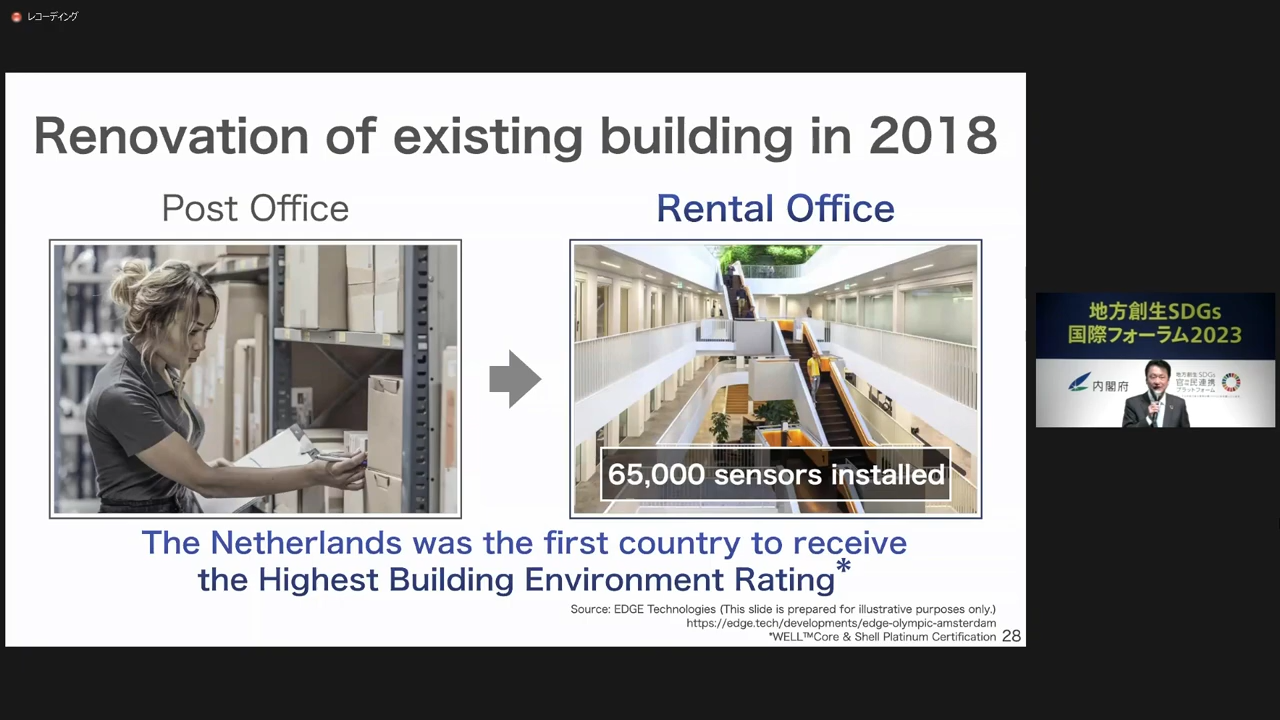 レコーディング
Renovation of existing building in 2018
Post Office
Rental Office
65,000 sensors installed
The Netherlands was the first country to receive
the Highest Building Environment Rating*
Source: EDGE Technologies (This slide is prepared for illustrative purposes only.)
https://edge.tech/developments/edge-olympic-amsterdam
*WELL™Core & Shell Platinum Certification
28
地方創生SDGs
国際フォーラム2023
内閣府
地方創生SDGs
官民連携
プラットフォーム